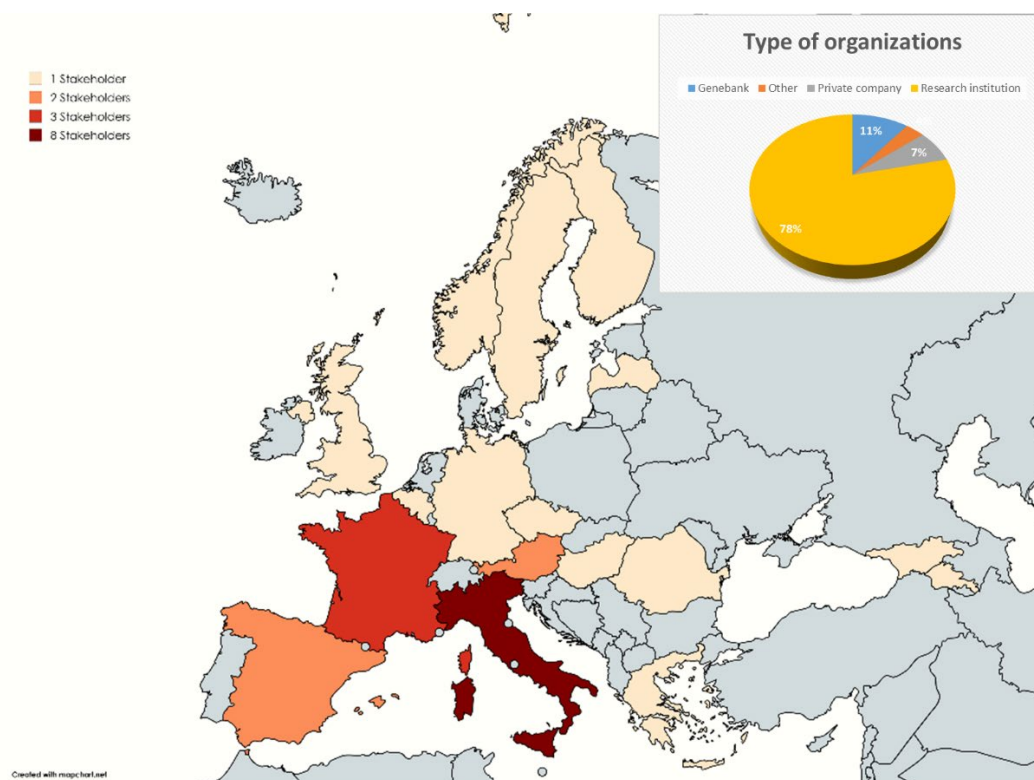 Type of organizations
Genebank Other Private company Research institution
11%
7%
78%
1 Stakeholder
2 Stakeholders
3 Stakeholders
8 Stakeholders
Created with mapchart.net